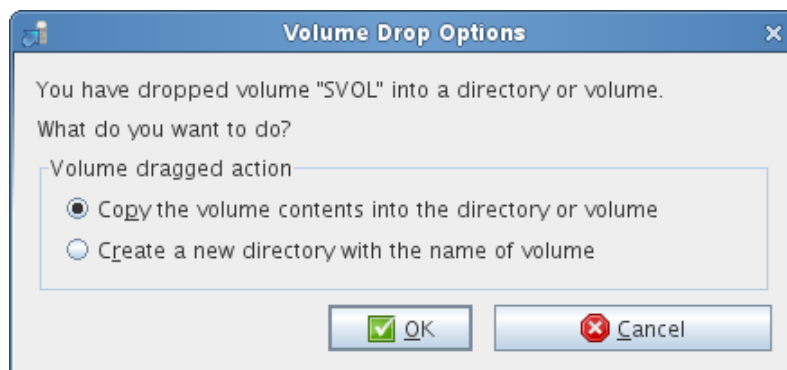 Volume Drop Options
You have dropped volume "SVOL" into a directory or volume.
What do you want to do?
Volume dragged action
Copy the volume contents into the directory or volume
Create a new directory with the name of volume
OK
Cancel